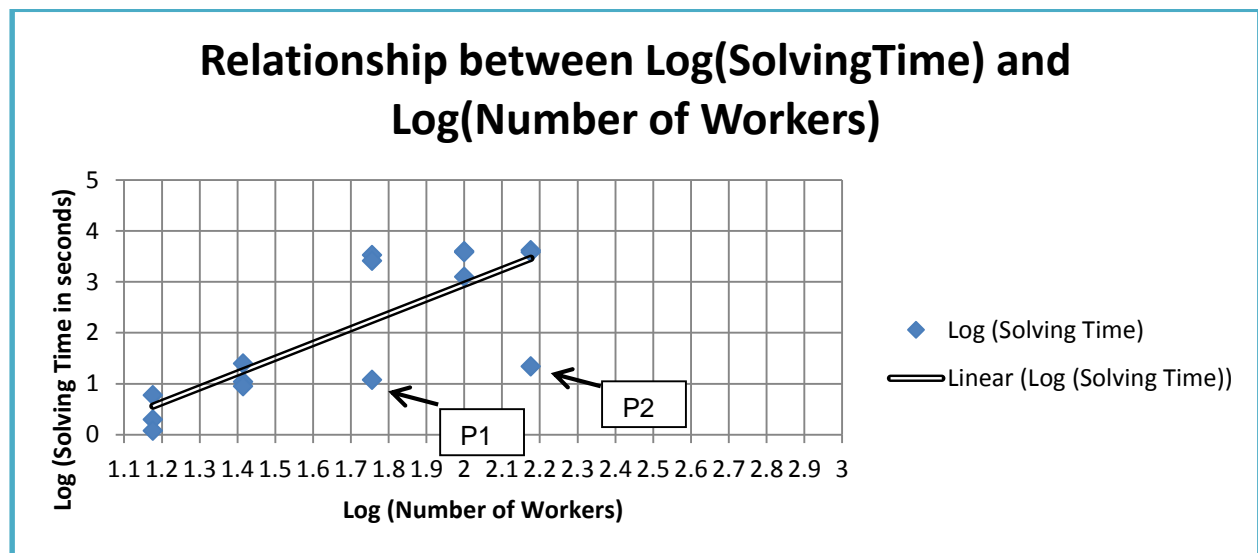 Relationship between Log(SolvingTime) and
Log(Number of Workers)
Log (Solving Time in seconds)
5
4
3
2
1
0
1.1 1.2 1.3 1.4 1.5 1.6 1.7 1.8 1.9 2 2.1 2.2 2.3 2.4 2.5 2.6 2.7 2.8 2.9 3
Log (Number of Workers)
P1
P2
Log (Solving Time)
Linear (Log (Solving Time))